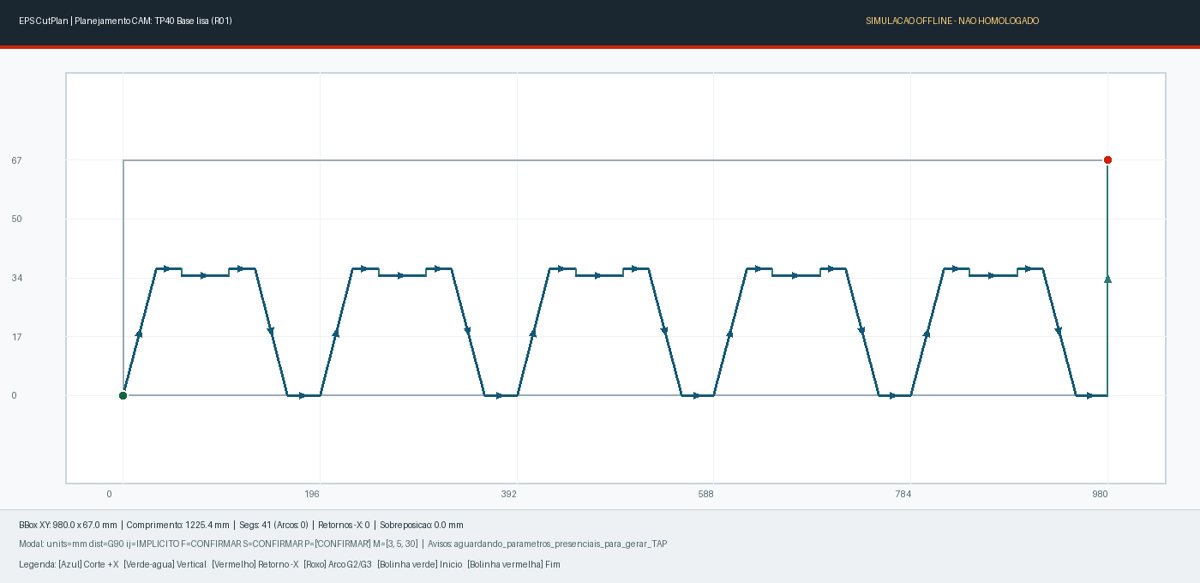 EPS CutPlan | Planejamento CAM: TP40 Base lisa (R01)
SIMULACAO OFFLINE - NAO HOMOLOGADO
67
50
34
17
0
0 196 392 588 784 980
BBox XY: 980.0 x 67.0 mm | Comprimento: 1225.4 mm | Segs: 41 (Arcos: 0) | Retornos -X: 0 | Sobreposicao: 0.0 mm
Modal: units=mm dist=G90 ij=IMPLICITO F=CONFIRMAR S=CONFIRMAR P=['CONFIRMAR'] M=[3, 5, 30] | Avisos: aguardando_parametros_presenciais_para_gerar_TAP
Legenda: [Azul] Corte +X [Verde-agua] Vertical [Vermelho] Retorno -X [Roxo] Arco G2/G3 [Bolinha verde] Inicio [Bolinha vermelha] Fim